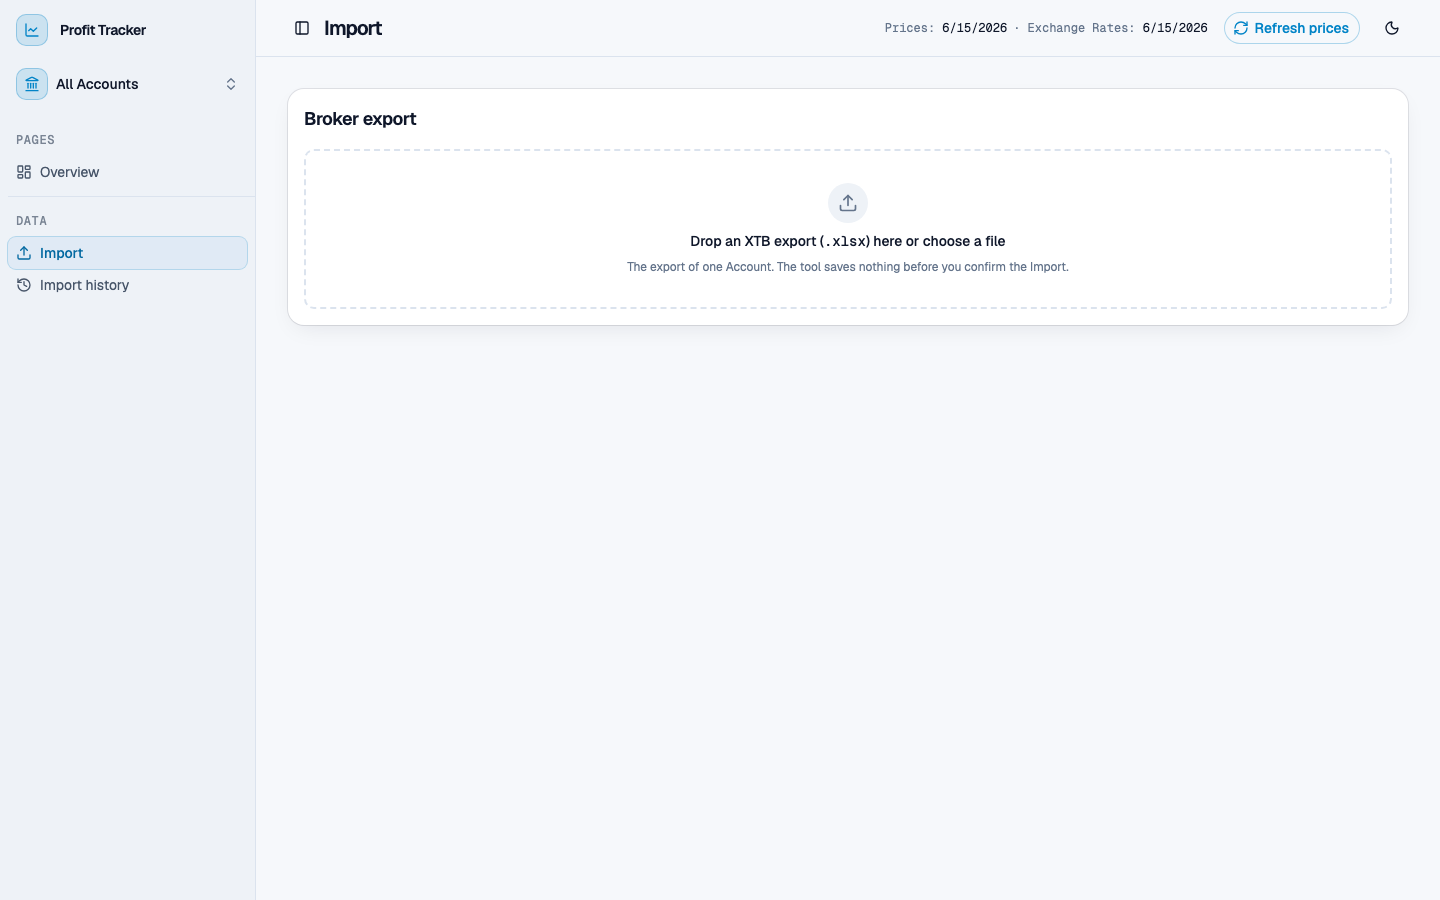 Profit Tracker
All Accounts
PAGES
Overview
DATA
Import
Import history
Import
Prices: 6/15/2026 · Exchange Rates: 6/15/2026
Refresh prices
Broker export
Drop an XTB export (.xlsx) here or choose a file
The export of one Account. The tool saves nothing before you confirm the Import.